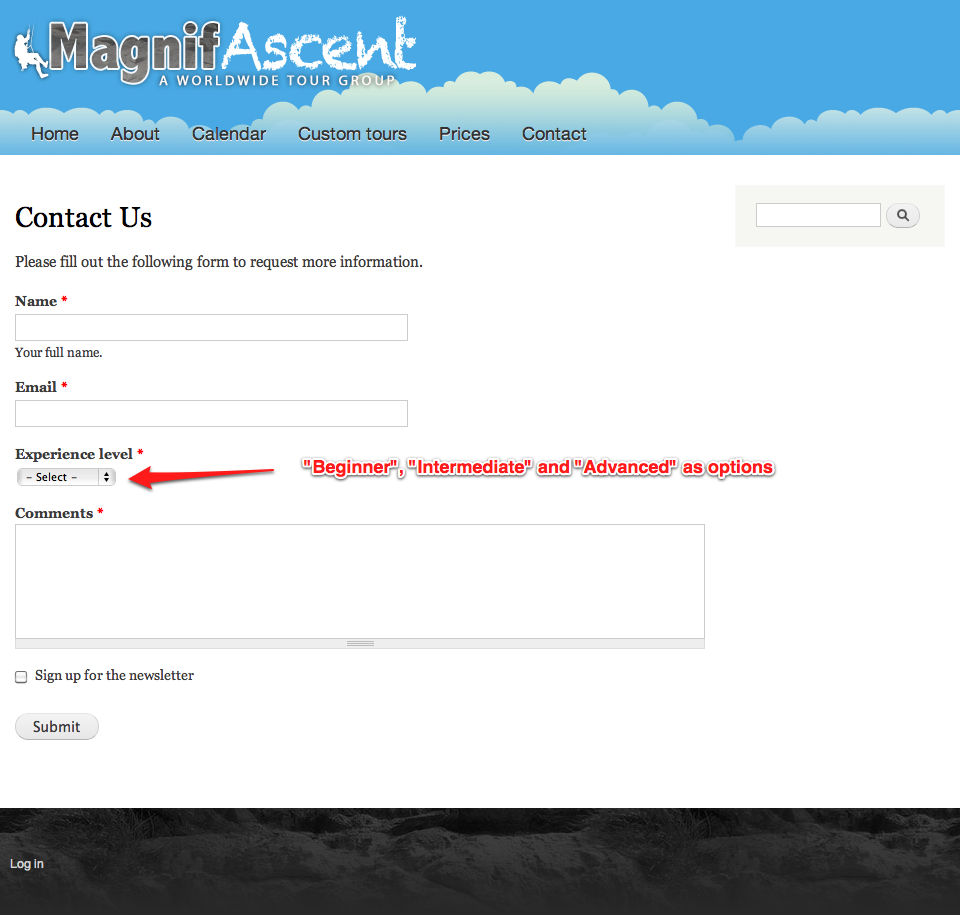 MagnifAscent
A WORLDWIDE TOUR GROUP
Home About Calendar Custom tours Prices Contact
Contact Us
Please fill out the following form to request more information.
Name *
Your full name.
Email *
Experience level *
- Select -
"Beginner", "Intermediate" and "Advanced" as options
Comments *
Sign up for the newsletter
Submit
Log in